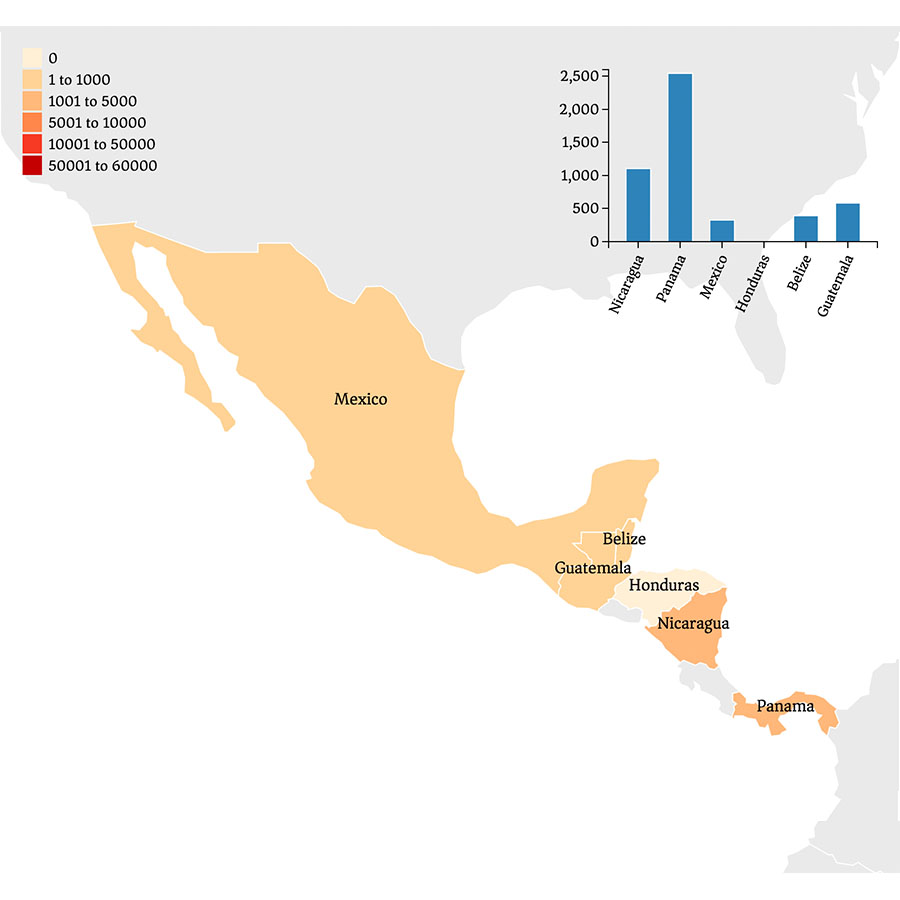 0
1 to 1000
1001 to 5000
5001 to 10000
10001 to 50000
50001 to 60000
2,500
2,000
1,500
1,000
500
0
Nicaragua
Panama
Mexico
Honduras
Belize
Guatemala
Mexico
Belize
Guatemala
Honduras
Nicaragua
Panama